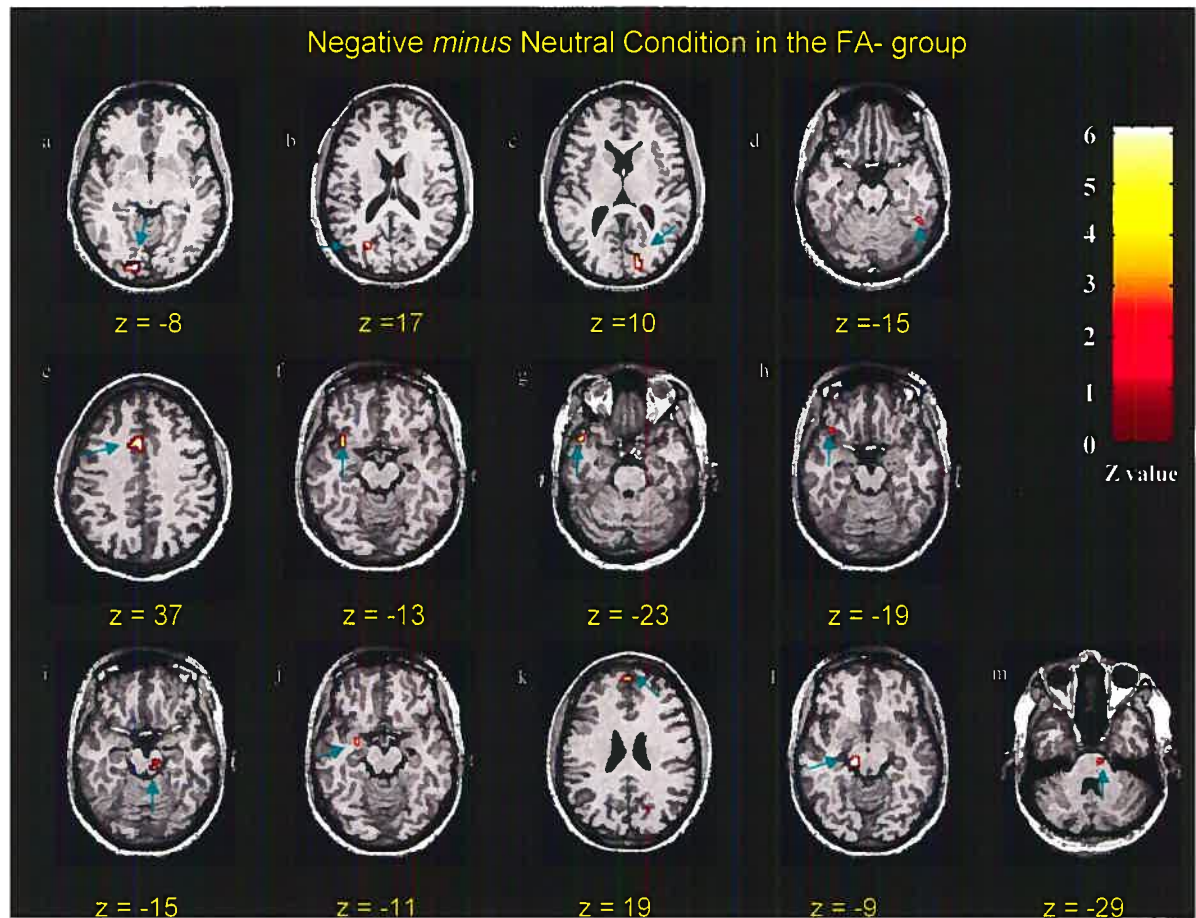 Negative minus Neutral Condition in the FA- group
a
b
c
d
z = -8
z =17
z =10
z =-15
6
5
4
3
2
1
0
Z value
e
f
g
h
z = 37
z = -13
z = -23
z = -19
i
j
k
l
m
z = -15
z = -11
z = 19
z = -9
z = -29